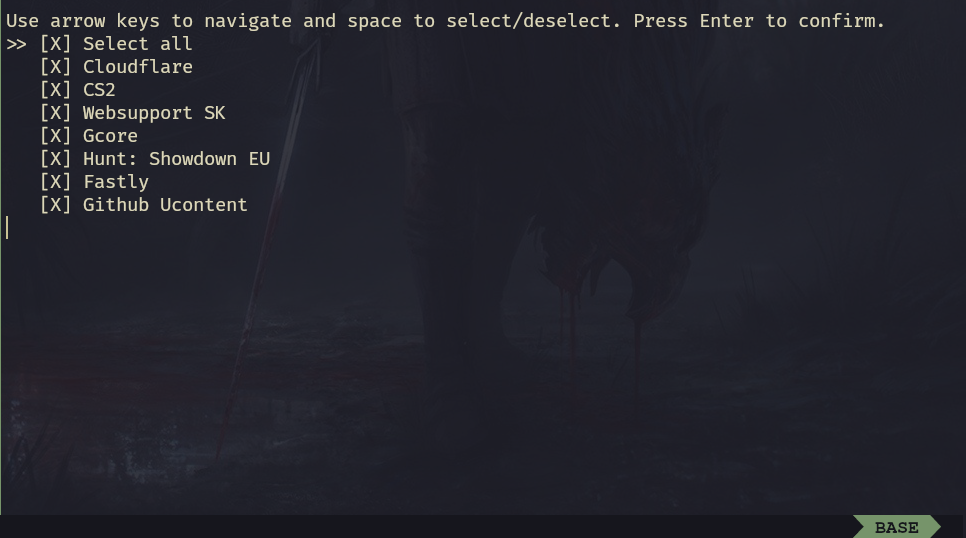 Use arrow keys to navigate and space to select/deselect. Press Enter to confirm.
>> [X] Select all
[X] Cloudflare
[X] CS2
[X] Websupport SK
[X] Gcore
[X] Hunt: Showdown EU
[X] Fastly
[X] Github Ucontent
BASE